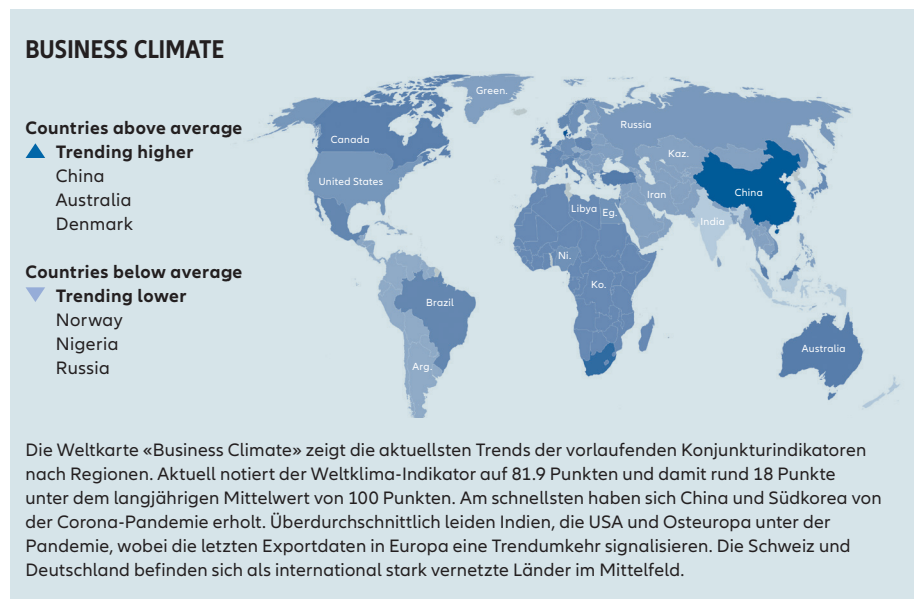 BUSINESS CLIMATE
Countries above average
Trending higher
China
Australia
Denmark
Countries below average
Trending lower
Norway
Nigeria
Russia
Green.
Canada
United States
Russia
Kaz.
Iran
China
India
Libya
Eg.
Ni.
Ko.
Brazil
Arg.
Australia
Die Weltkarte «Business Climate» zeigt die aktuellsten Trends der vorlaufenden Konjunkturindikatoren
nach Regionen. Aktuell notiert der Weltklima-Indikator auf 81.9 Punkten und damit rund 18 Punkte
unter dem langjährigen Mittelwert von 100 Punkten. Am schnellsten haben sich China und Südkorea von
der Corona-Pandemie erholt. Überdurchschnittlich leiden Indien, die USA und Osteuropa unter der
Pandemie, wobei die letzten Exportdaten in Europa eine Trendumkehr signalisieren. Die Schweiz und
Deutschland befinden sich als international stark vernetzte Länder im Mittelfeld.